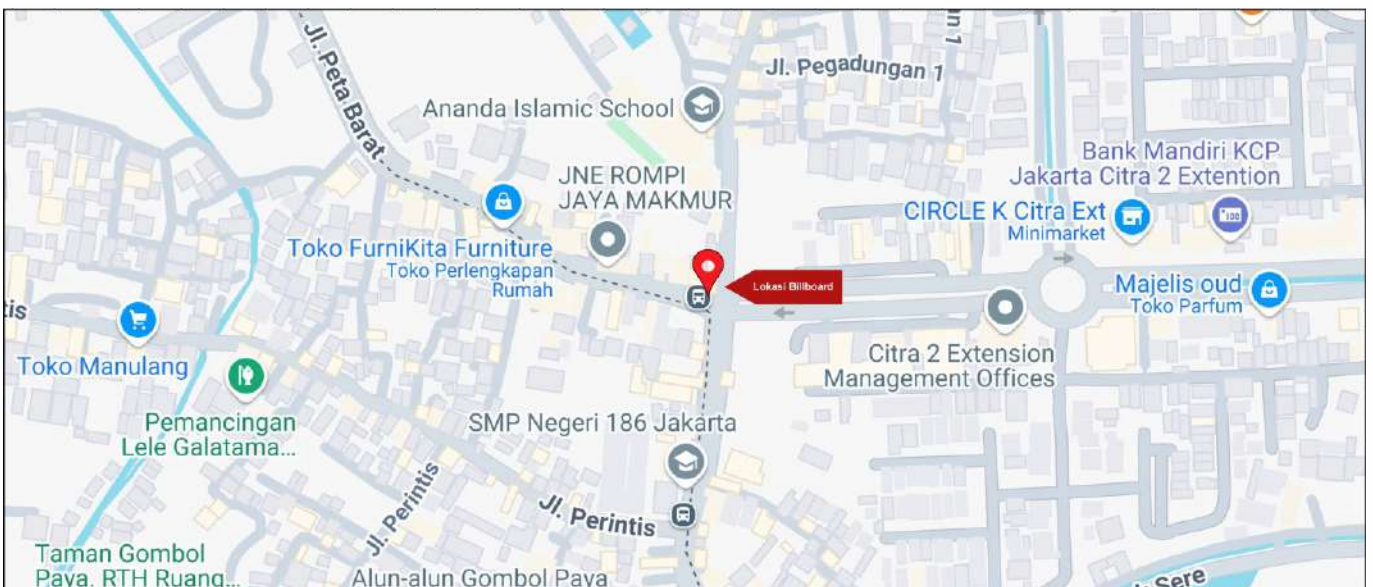 Jl. Peta Barat
Jl. Pegadungan 1
Ananda Islamic School
JNE ROMPI
JAYA MAKMUR
Bank Mandiri KCP
Jakarta Citra 2 Extention
100
CIRCLE K Citra Ext
Minimarket
Toko FurniKita Furniture
Toko Perlengkapan
Rumah
Lokasi Billboard
Majelis oud
Toko Parfum
Toko Manulang
Citra 2 Extension
Management Offices
Pemancingan
Lele Galatama...
SMP Negeri 186 Jakarta
Jl. Perintis
Jl. Perintis
Taman Gombol
Paya, RTH Ruang...
Alun-alun Gombol Paya
Sere